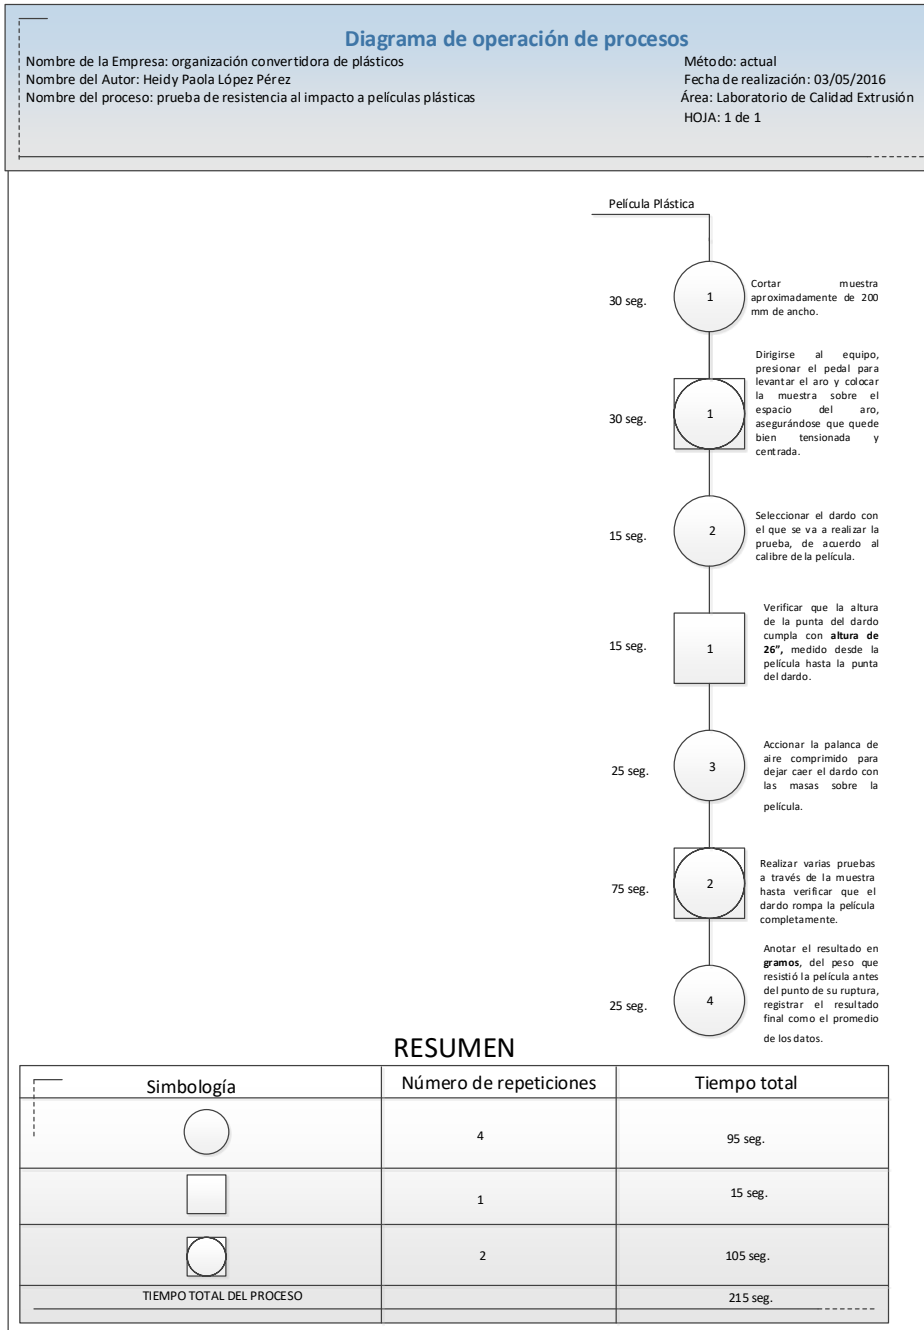 Diagrama de operación de procesos
Nombre de la Empresa: organización convertidora de plásticos
Método: actual
Nombre del Autor: Heidy Paola López Pérez
Fecha de realización: 03/05/2016
Nombre del proceso: prueba de resistencia al impacto a películas plásticas
Área: Laboratorio de Calidad Extrusión
HOJA: 1 de 1
Película Plástica
30 seg.
1
Cortar muestra
aproximadamente de 200
mm de ancho.
30 seg.
1
Dirigirse al equipo,
presionar el pedal para
levantar el aro y colocar
la muestra sobre el
espacio del aro,
asegurándose que quede
bien tensionada y
centrada.
15 seg.
2
Seleccionar el dardo con
el que se va a realizar la
prueba, de acuerdo al
calibre de la película.
15 seg.
1
Verificar que la altura
de la punta del dardo
cumpla con altura de
26”, medido desde la
película hasta la punta
del dardo.
25 seg.
3
Accionar la palanca de
aire comprimido para
dejar caer el dardo con
las masas sobre la
película.
75 seg.
2
Realizar varias pruebas
a través de la muestra
hasta verificar que el
dardo rompa la película
completamente.
25 seg.
4
Anotar el resultado en
gramos, del peso que
resistió la película antes
del punto de su ruptura,
registrar el resultado
final como el promedio
de los datos.
RESUMEN
Simbología
Número de repeticiones
Tiempo total
4
95 seg.
1
15 seg.
2
105 seg.
TIEMPO TOTAL DEL PROCESO
215 seg.